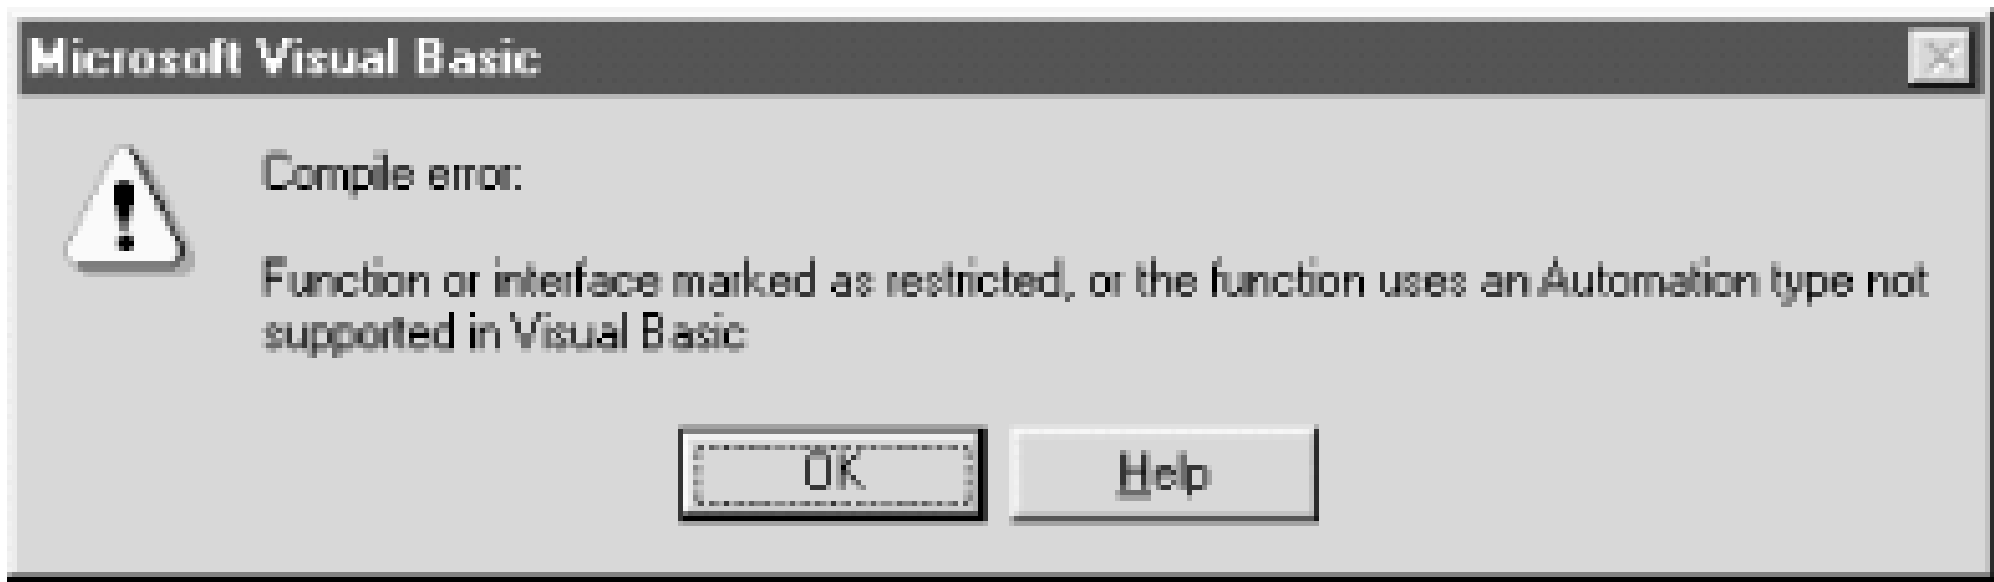 Microsoft Visual Basic
Compile error:
Function or interface marked as restricted, or the function uses an Automation type not
supported in Visual Basic
OK Help